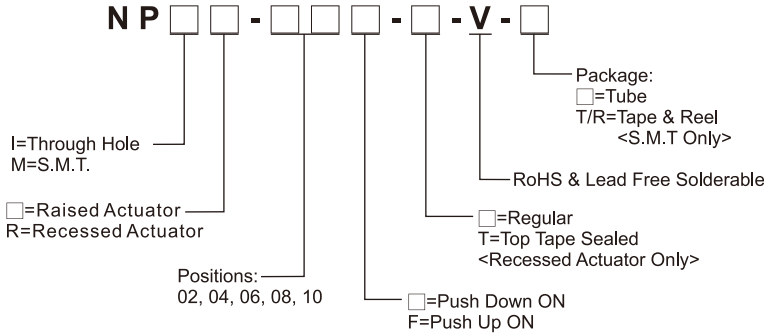 NP□□-□□□-□-V-□
Package:
□=Tube
T/R=Tape & Reel
<S.M.T Only>
I=Through Hole
M=S.M.T.
RoHS & Lead Free Solderable
□=Raised Actuator
R=Recessed Actuator
□=Regular
T=Top Tape Sealed
<Recessed Actuator Only>
Positions:
02, 04, 06, 08, 10
□=Push Down ON
F=Push Up ON